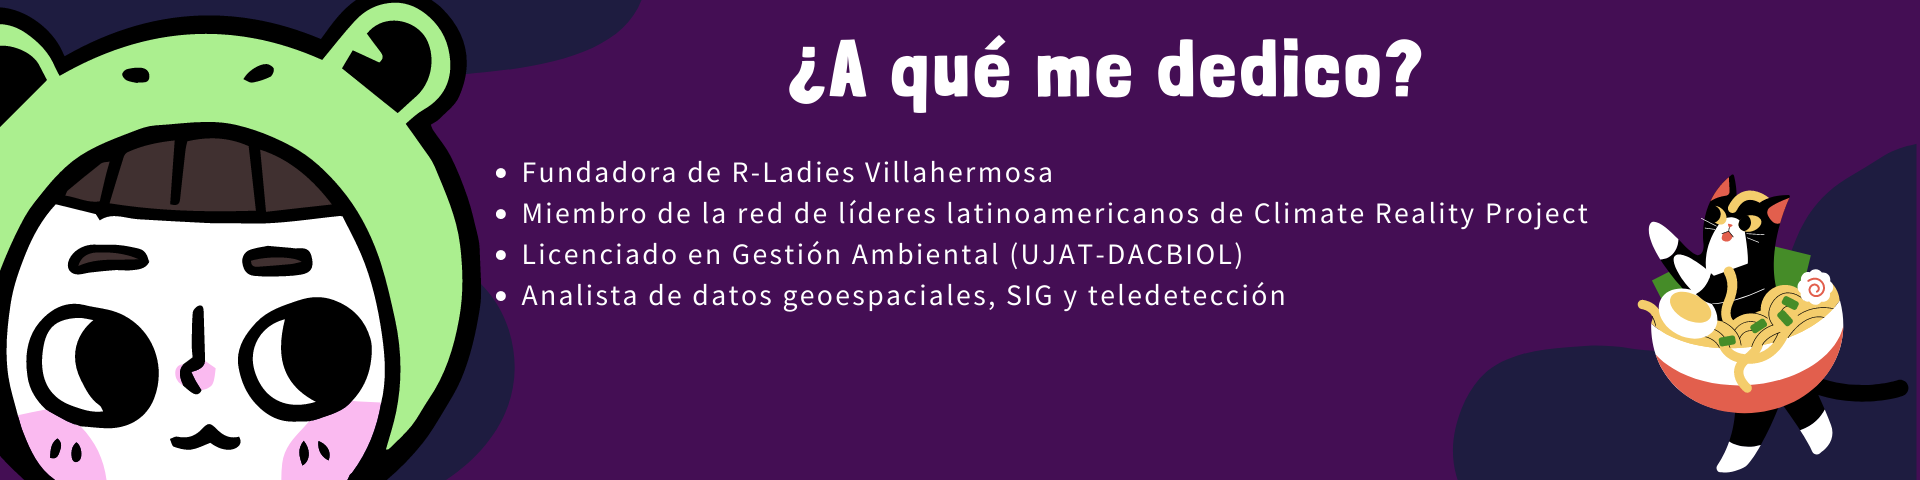 ¿A qué me dedico?
• Fundadora de R-Ladies Villahermosa
• Miembro de la red de líderes latinoamericanos de Climate Reality Project
• Licenciado en Gestión Ambiental (UJAT-DACBIOL)
• Analista de datos geoespaciales, SIG y teledetección